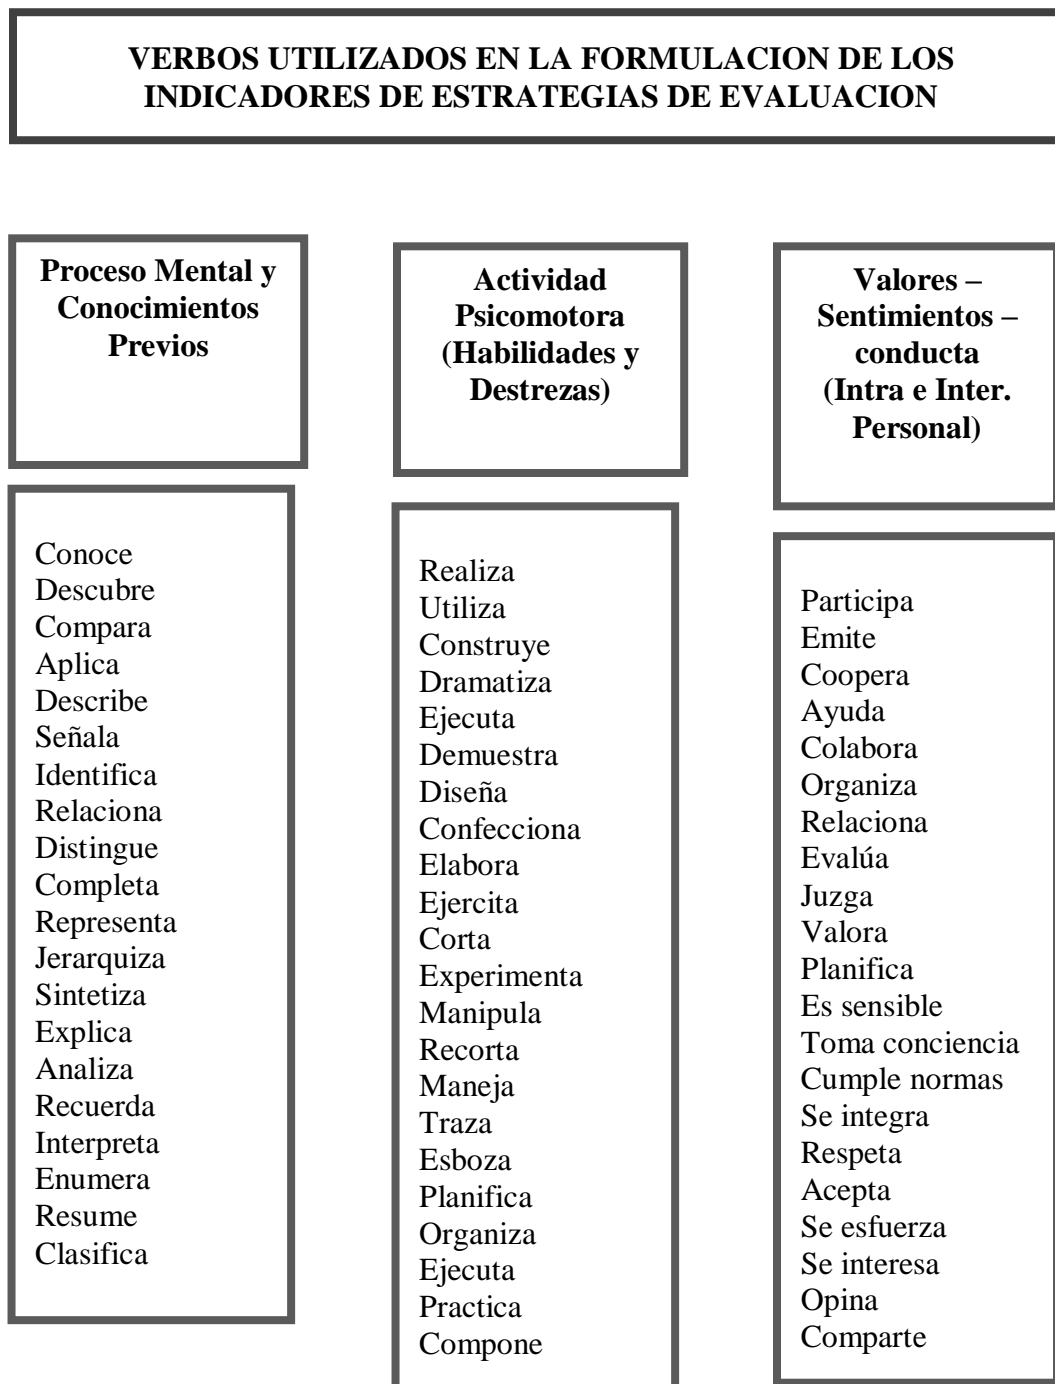 VERBOS UTILIZADOS EN LA FORMULACION DE LOS
INDICADORES DE ESTRATEGIAS DE EVALUACION
Proceso Mental y
Conocimientos
Previos
Conoce
Descubre
Compara
Aplica
Describe
Señala
Identifica
Relaciona
Distingue
Completa
Representa
Jerarquiza
Sintetiza
Explica
Analiza
Recuerda
Interpreta
Enumera
Resume
Clasifica
Actividad
Psicomotora
(Habilidades y
Destrezas)
Realiza
Utiliza
Construye
Dramatiza
Ejecuta
Demuestra
Diseña
Confecciona
Elabora
Ejercita
Corta
Experimenta
Manipula
Recorta
Maneja
Traza
Esboza
Planifica
Organiza
Ejecuta
Practica
Compone
Valores –
Sentimientos –
conducta
(Intra e Inter.
Personal)
Participa
Emite
Coopera
Ayuda
Colabora
Organiza
Relaciona
Evalúa
Juzga
Valora
Planifica
Es sensible
Toma conciencia
Cumple normas
Se integra
Respeta
Acepta
Se esfuerza
Se interesa
Opina
Comparte